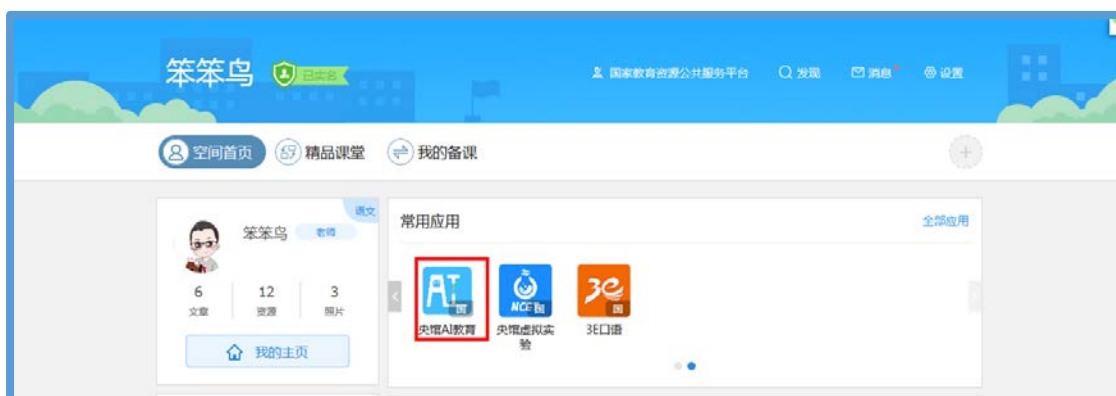 笨笨鸟 已实名
国家教育资源公共服务平台 发现 消息 设置
空间首页 精品课堂 我的备课
语文
笨笨鸟 老师
6 12 3
文章 资源 照片
我的主页
常用应用 全部应用
AI 国
央馆AI教育
NCET 国
央馆虚拟实
验
3e 国
3E口语